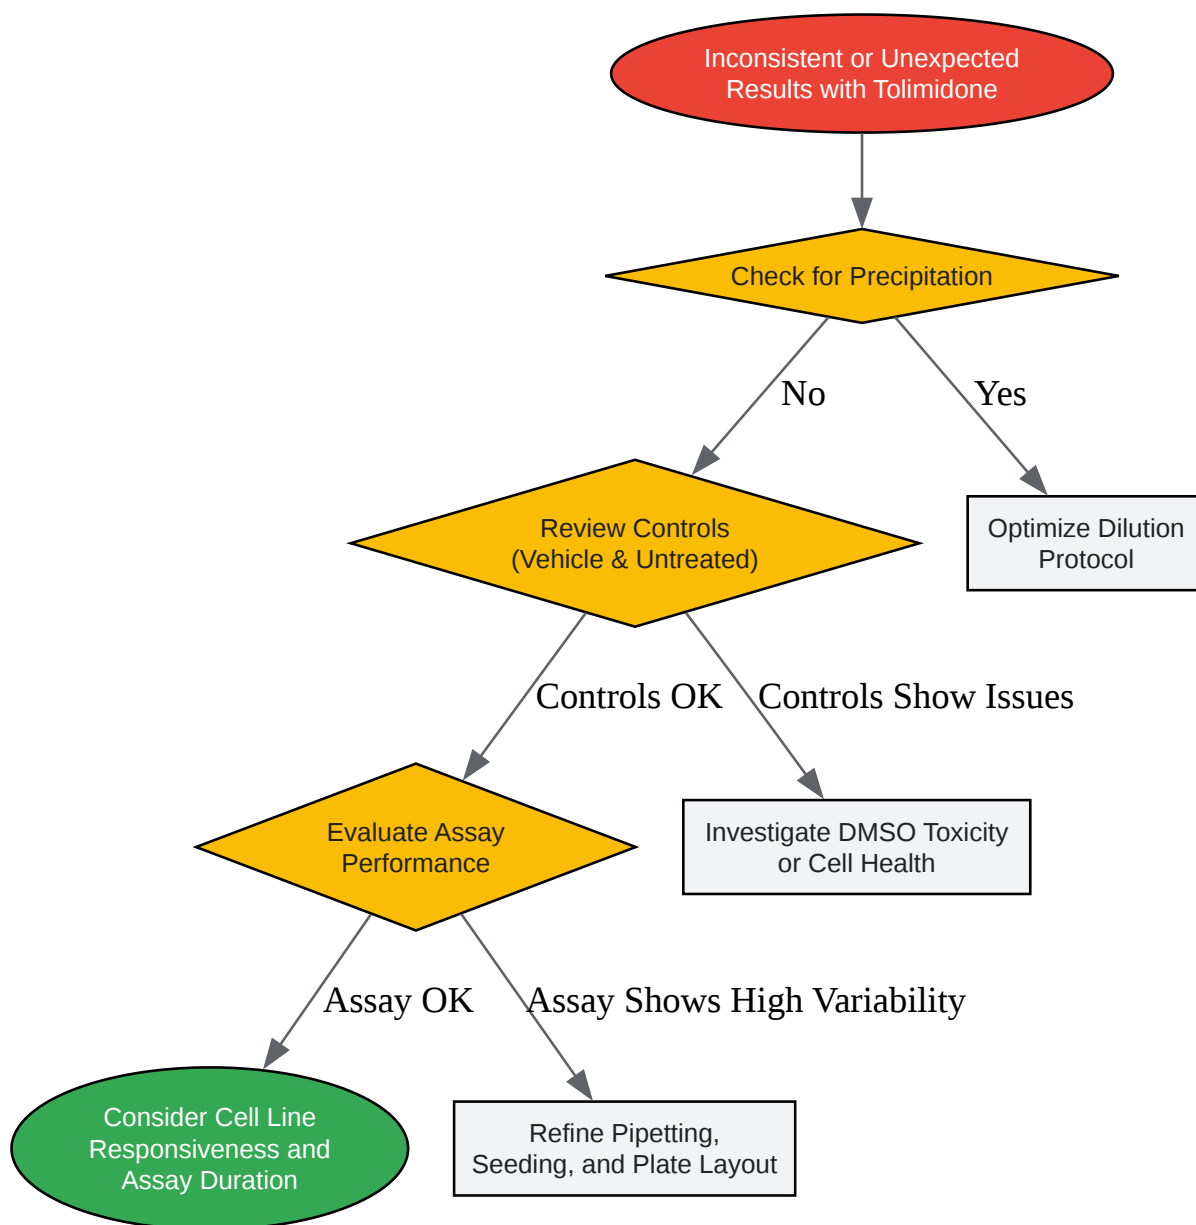 Inconsistent or Unexpected
Results with Tolimidone
Check for Precipitation
No
Yes
Review Controls
(Vehicle & Untreated)
Optimize Dilution
Protocol
Controls OK
Controls Show Issues
Evaluate Assay
Performance
Investigate DMSO Toxicity
or Cell Health
Assay OK
Assay Shows High Variability
Consider Cell Line
Responsiveness and
Assay Duration
Refine Pipetting,
Seeding, and Plate Layout